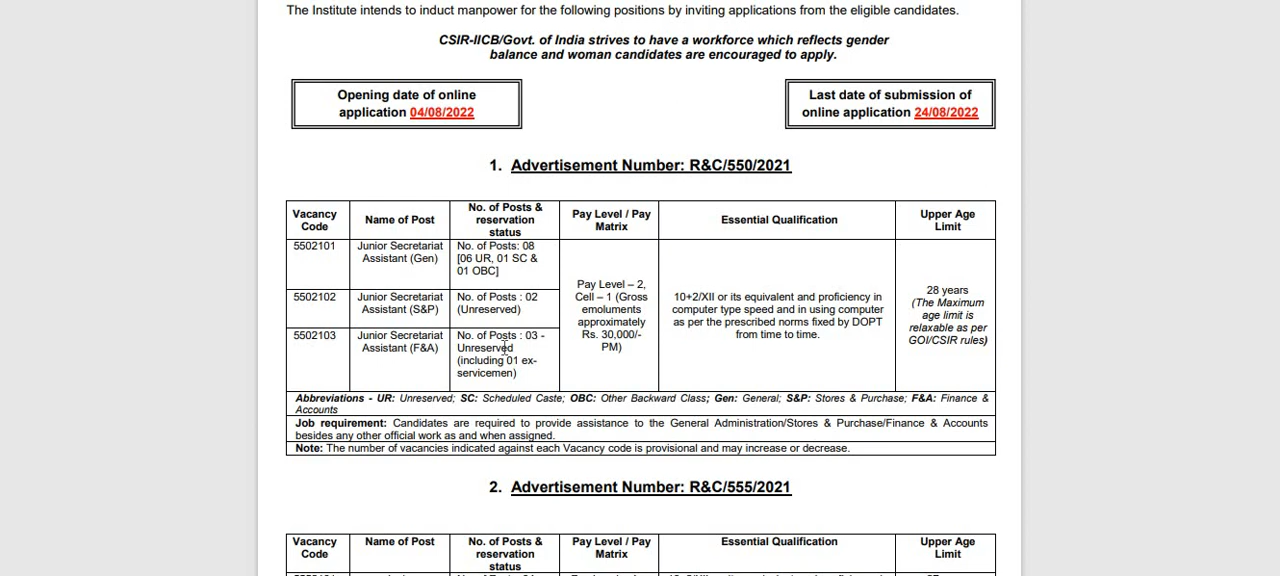 The Institute intends to induct manpower for the following positions by inviting applications from the eligible candidates.
CSIR-IICB/Govt. of India strives to have a workforce which reflects gender
balance and woman candidates are encouraged to apply.
Opening date of online
application 04/08/2022
Last date of submission of
online application 24/08/2022
1. Advertisement Number: R&C/550/2021
Vacancy
Code
Name of Post
No. of Posts &
reservation
status
Pay Level / Pay
Matrix
Essential Qualification
Upper Age
Limit
5502101
Junior Secretariat
Assistant (Gen)
No. of Posts: 08
[06 UR, 01 SC &
01 OBC]
5502102
Junior Secretariat
Assistant (S&P)
No. of Posts : 02
(Unreserved)
5502103
Junior Secretariat
Assistant (F&A)
No. of Posts : 03 -
Unreserved
(including 01 ex-
servicemen)
Pay Level – 2,
Cell – 1 (Gross
emoluments
approximately
Rs. 30,000/-
PM)
10+2/XII or its equivalent and proficiency in
computer type speed and in using computer
as per the prescribed norms fixed by DOPT
from time to time.
28 years
(The Maximum
age limit is
relaxable as per
GOI/CSIR rules)
Abbreviations - UR: Unreserved; SC: Scheduled Caste; OBC: Other Backward Class; Gen: General; S&P: Stores & Purchase; F&A: Finance &
Accounts
Job requirement: Candidates are required to provide assistance to the General Administration/Stores & Purchase/Finance & Accounts
besides any other official work as and when assigned.
Note: The number of vacancies indicated against each Vacancy code is provisional and may increase or decrease.
2. Advertisement Number: R&C/555/2021
Vacancy
Code
Name of Post
No. of Posts &
reservation
status
Pay Level / Pay
Matrix
Essential Qualification
Upper Age
Limit